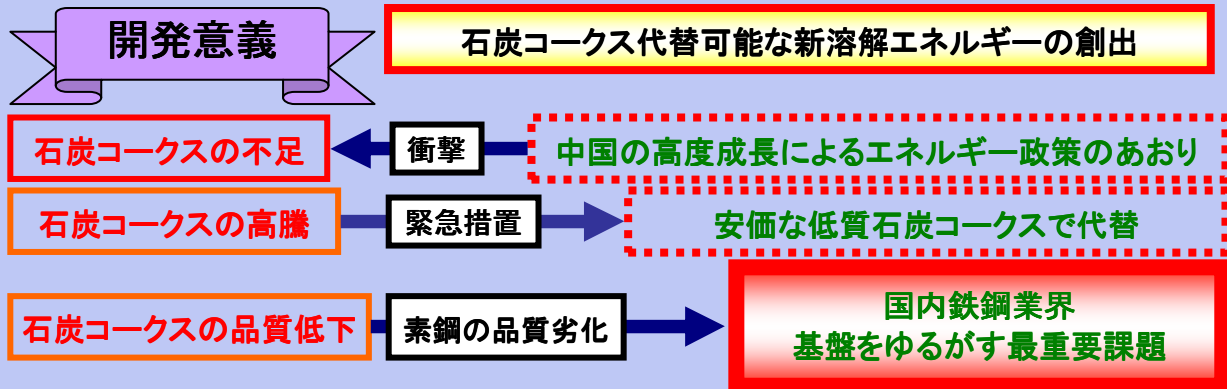 開発意義
石炭コークス代替可能な新溶解エネルギーの創出
石炭コークスの不足
衝撃
中国の高度成長によるエネルギー政策のあおり
石炭コークスの高騰
緊急措置
安価な低質石炭コークスで代替
石炭コークスの品質低下
素鋼の品質劣化
国内鉄鋼業界
基盤をゆるがす最重要課題